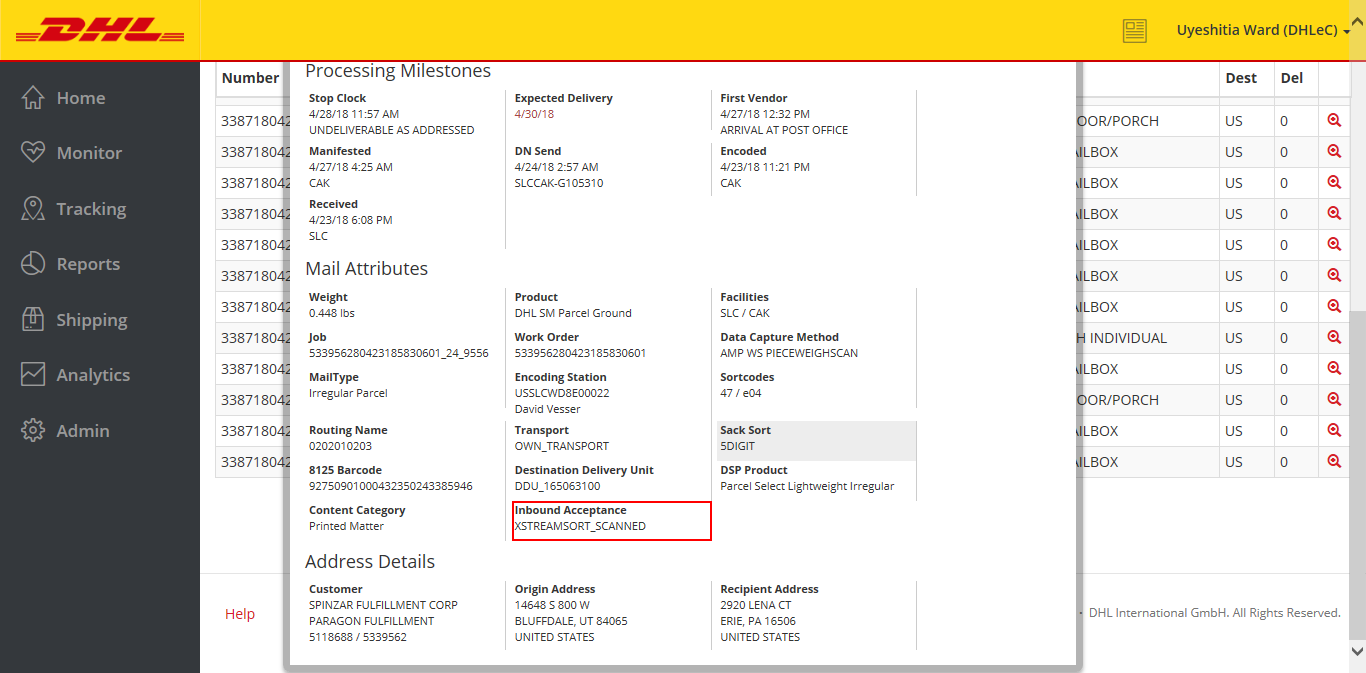 DHL
Uyeshitia Ward (DHLeC)
Home
Monitor
Tracking
Reports
Shipping
Analytics
Admin
Number
Dest
Del
338718042
OOR/PORCH
US
0
338718042
ILBOX
US
0
338718042
ILBOX
US
0
338718042
ILBOX
US
0
338718042
ILBOX
US
0
338718042
ILBOX
US
0
338718042
ILBOX
US
0
338718042
H INDIVIDUAL
US
0
338718042
ILBOX
US
0
338718042
OOR/PORCH
US
0
338718042
ILBOX
US
0
338718042
ILBOX
US
0
Processing Milestones
Stop Clock
4/28/18 11:57 AM
UNDELIVERABLE AS ADDRESSED
Expected Delivery
4/30/18
First Vendor
4/27/18 12:32 PM
ARRIVAL AT POST OFFICE
Manifested
4/27/18 4:25 AM
CAK
DN Send
4/24/18 2:57 AM
SLCCAK-G105310
Encoded
4/23/18 11:21 PM
CAK
Received
4/23/18 6:08 PM
SLC
Mail Attributes
Weight
0.448 lbs
Product
DHL SM Parcel Ground
Facilities
SLC / CAK
Job
533956280423185830601_24_9556
Work Order
533956280423185830601
Data Capture Method
AMP WS PIECEWEIGHSCAN
MailType
Irregular Parcel
Encoding Station
USSLCWD8E00022
David Vesser
Sortcodes
47 / e04
Routing Name
0202010203
Transport
OWN_TRANSPORT
Sack Sort
5DIGIT
8125 Barcode
92750901000432350243385946
Destination Delivery Unit
DDU_165063100
DSP Product
Parcel Select Lightweight Irregular
Content Category
Printed Matter
Inbound Acceptance
XSTREAMSORT_SCANNED
Address Details
Customer
SPINZAR FULFILLMENT CORP
PARAGON FULFILLMENT
5118688 / 5339562
Origin Address
14648 S 800 W
BLUFFDALE, UT 84065
UNITED STATES
Recipient Address
2920 LENA CT
ERIE, PA 16506
UNITED STATES
Help
· DHL International GmbH. All Rights Reserved.